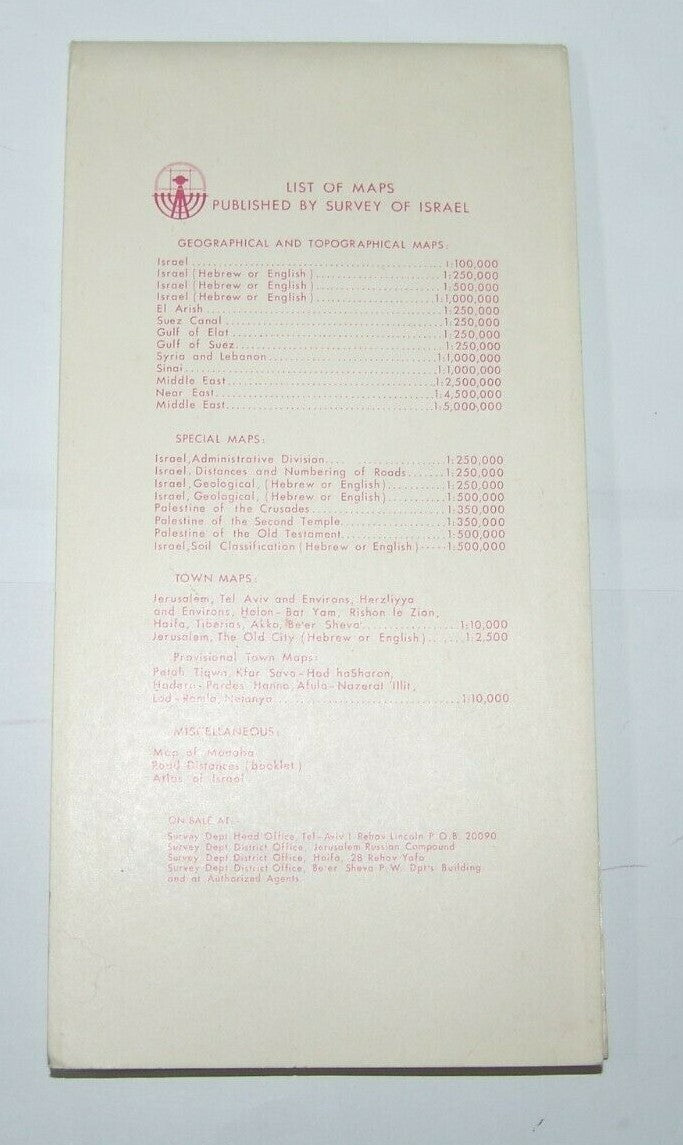 LIST OF MAPS
PUBLISHED BY SURVEY OF ISRAEL
GEOGRAPHICAL AND TOPOGRAPHICAL MAPS:
Israel ........................................ 1:100,000
Israel (Hebrew or English) .................... 1:250,000
Israel (Hebrew or English) .................... 1:500,000
Israel (Hebrew or English) .................... 1:1,000,000
El Arish ...................................... 1:250,000
Suez Canal .................................... 1:250,000
Gulf of Elat .................................. 1:250,000
Gulf of Suez .................................. 1:250,000
Syria and Lebanon ............................. 1:1,000,000
Sinai ......................................... 1:1,000,000
Middle East ................................... 1:2,500,000
Near East ..................................... 1:4,500,000
Middle East ................................... 1:5,000,000
SPECIAL MAPS:
Israel, Administrative Division ............... 1:250,000
Israel, Distances and Numbering of Roads ...... 1:250,000
Israel, Geological, (Hebrew or English) ....... 1:250,000
Israel, Geological, (Hebrew or English) ....... 1:500,000
Palestine of the Crusades ..................... 1:350,000
Palestine of the Second Temple ................ 1:350,000
Palestine of the Old Testament ................ 1:500,000
Israel, Soil Classification (Hebrew or English) ----- 1:500,000
TOWN MAPS:
Jerusalem, Tel Aviv and Environs, Herzliyya
and Environs, Holon - Bat Yam, Rishon le Zion,
Haifa, Tiberias, Akko, Be'er Sheva' ........... 1:10,000
Jerusalem, The Old City (Hebrew or English) ... 1:2,500
Provisional Town Maps:
Petah Tiqwa, Kfar Sava - Hod haSharon,
Hadera - Pardes Hanna, Afula - Nazerat 'Illit,
Lod - Ramla, Netanya .......................... 1:10,000
MISCELLANEOUS:
Map of Madaba
Road Distances (booklet)
Atlas of Israel
ON SALE AT:-
Survey Dept Head Office, Tel-Aviv 1 Rehov Lincoln P.O.B. 20090
Survey Dept. District Office, Jerusalem Russian Compound
Survey Dept. District Office, Haifa, 28 Rehov Yafo
Survey Dept. District Office, Be'er Sheva P.W. Dpt's Building
and at Authorized Agents